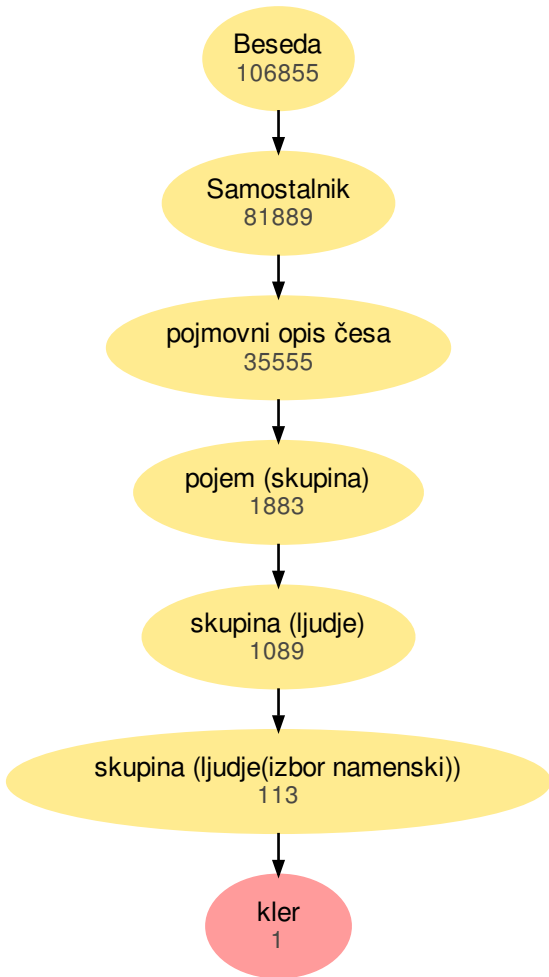 Beseda
106855
Samostalnik
81889
pojmovni opis česa
35555
pojem (skupina)
1883
skupina (ljudje)
1089
skupina (ljudje(izbor namenski))
113
kler
1